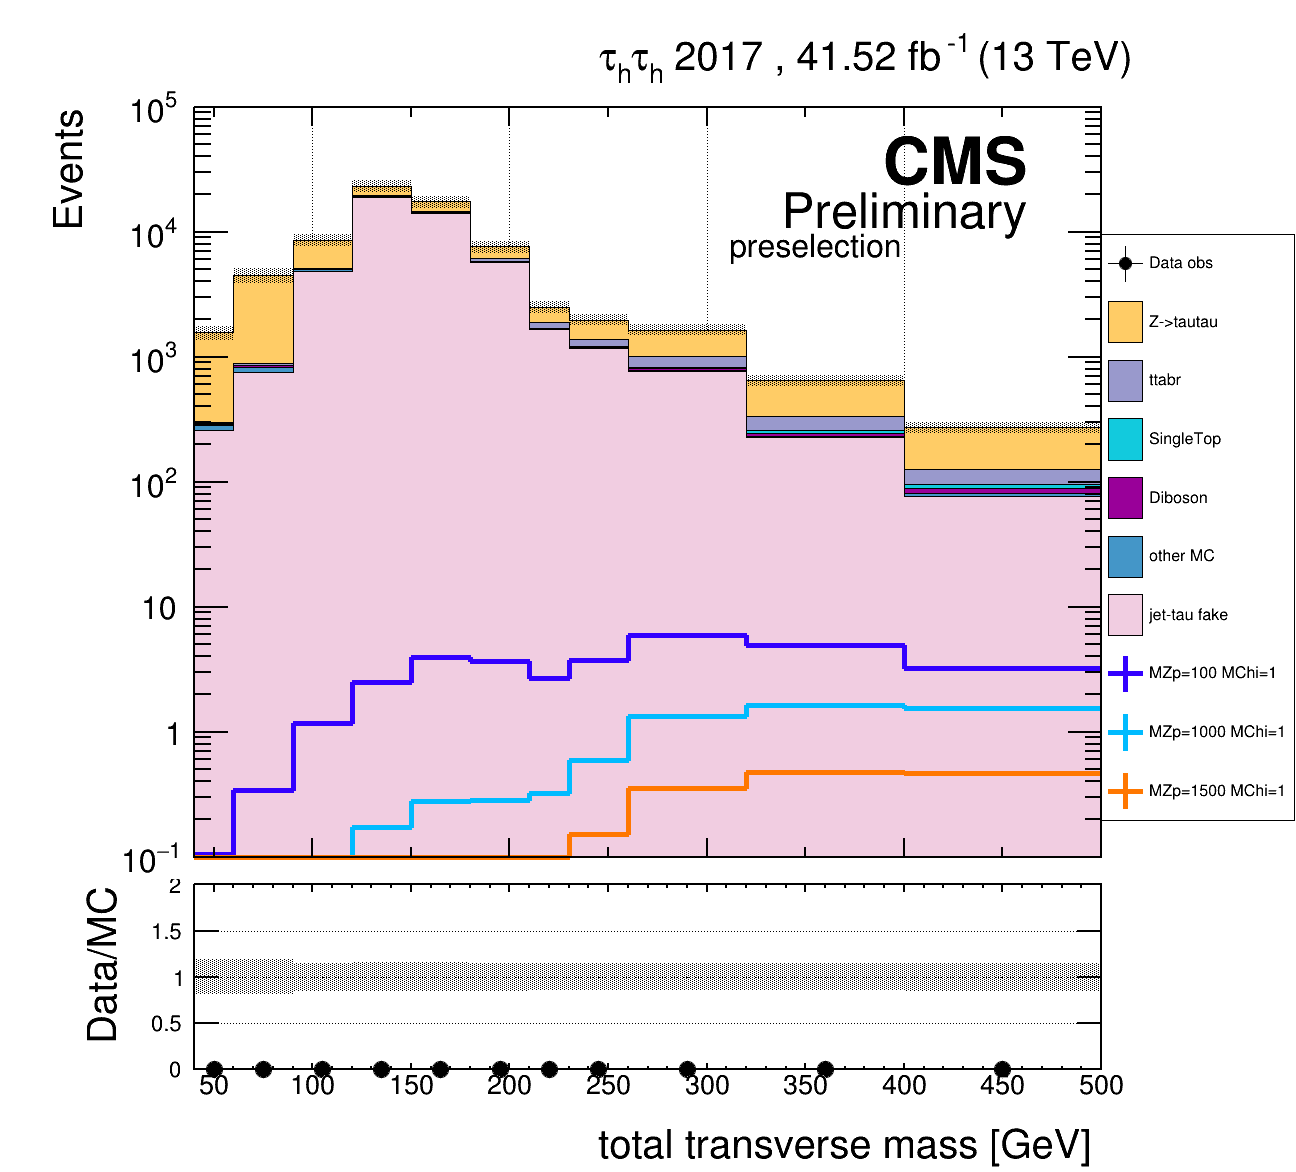 τhτh 2017 , 41.52 fb-1 (13 TeV)
Events
10^5
10^4
10^3
10^2
10
1
10^−1
CMS
Preliminary
preselection
Data obs
Z->tautau
ttabr
SingleTop
Diboson
other MC
jet-tau fake
MZp=100 MChi=1
MZp=1000 MChi=1
MZp=1500 MChi=1
Data/MC
2
1.5
1
0.5
0
50 100 150 200 250 300 350 400 450 500
total transverse mass [GeV]